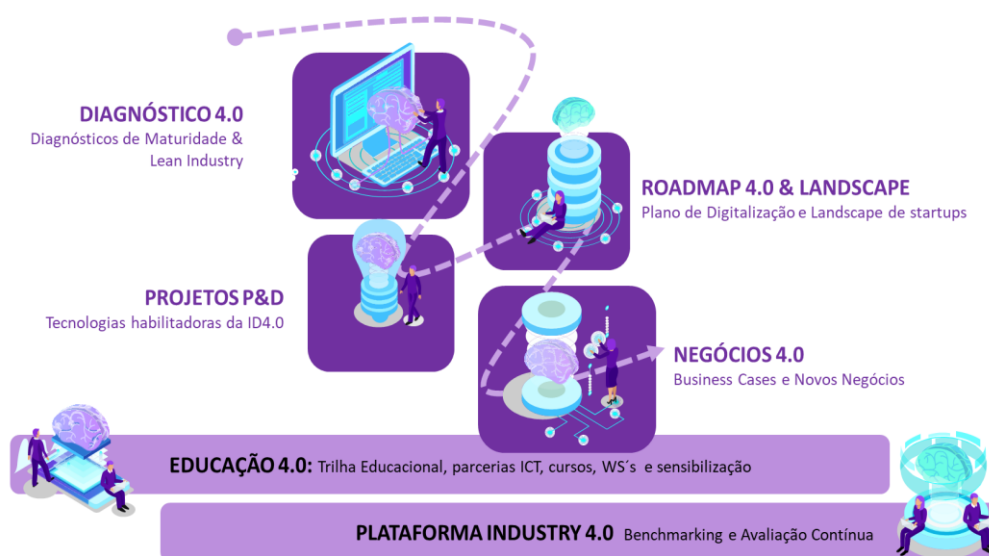 DIAGNÓSTICO 4.0
Diagnósticos de Maturidade &
Lean Industry
ROADMAP 4.0 & LANDSCAPE
Plano de Digitalização e Landscape de startups
PROJETOS P&D
Tecnologias habilitadoras da ID4.0
NEGÓCIOS 4.0
Business Cases e Novos Negócios
EDUCAÇÃO 4.0: Trilha Educacional, parcerias ICT, cursos, WS´s e sensibilização
PLATAFORMA INDUSTRY 4.0 Benchmarking e Avaliação Contínua